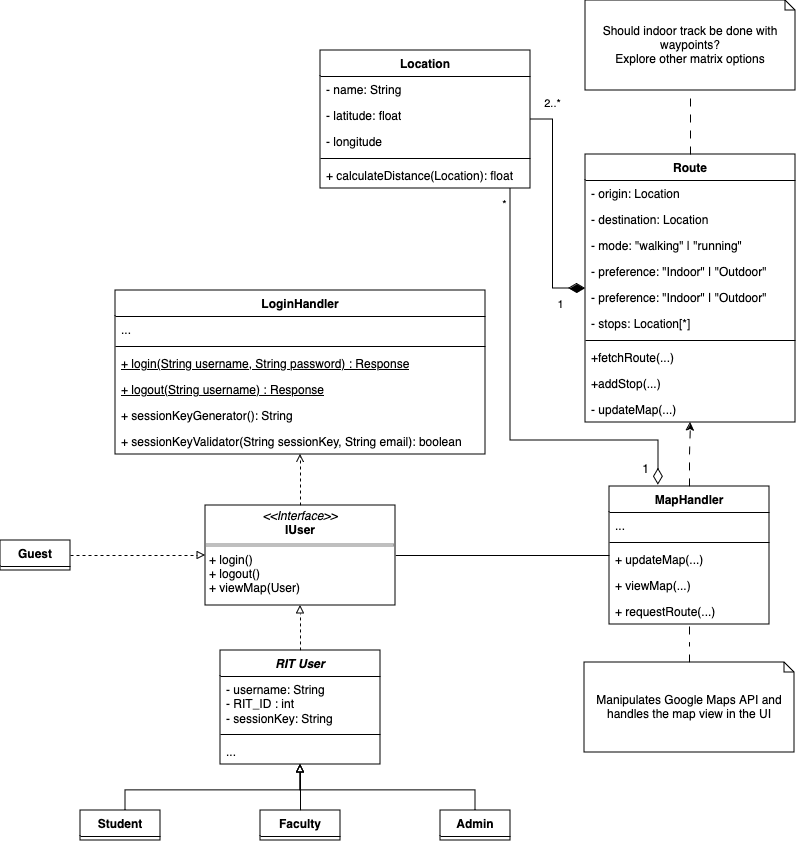 Should indoor track be done with
waypoints?
Explore other matrix options
Location
- name: String
- latitude: float
- longitude
+ calculateDistance(Location): float
2..*
*
1
Route
- origin: Location
- destination: Location
- mode: "walking" | "running"
- preference: "Indoor" | "Outdoor"
- preference: "Indoor" | "Outdoor"
- stops: Location[*]
+fetchRoute(...)
+addStop(...)
- updateMap(...)
LoginHandler
...
+ login(String username, String password) : Response
+ logout(String username) : Response
+ sessionKeyGenerator(): String
+ sessionKeyValidator(String sessionKey, String email): boolean
1
MapHandler
...
+ updateMap(...)
+ viewMap(...)
+ requestRoute(...)
<<Interface>>
IUser
+ login()
+ logout()
+ viewMap(User)
Guest
RIT User
- username: String
- RIT_ID : int
- sessionKey: String
...
Manipulates Google Maps API and
handles the map view in the UI
Student
Faculty
Admin